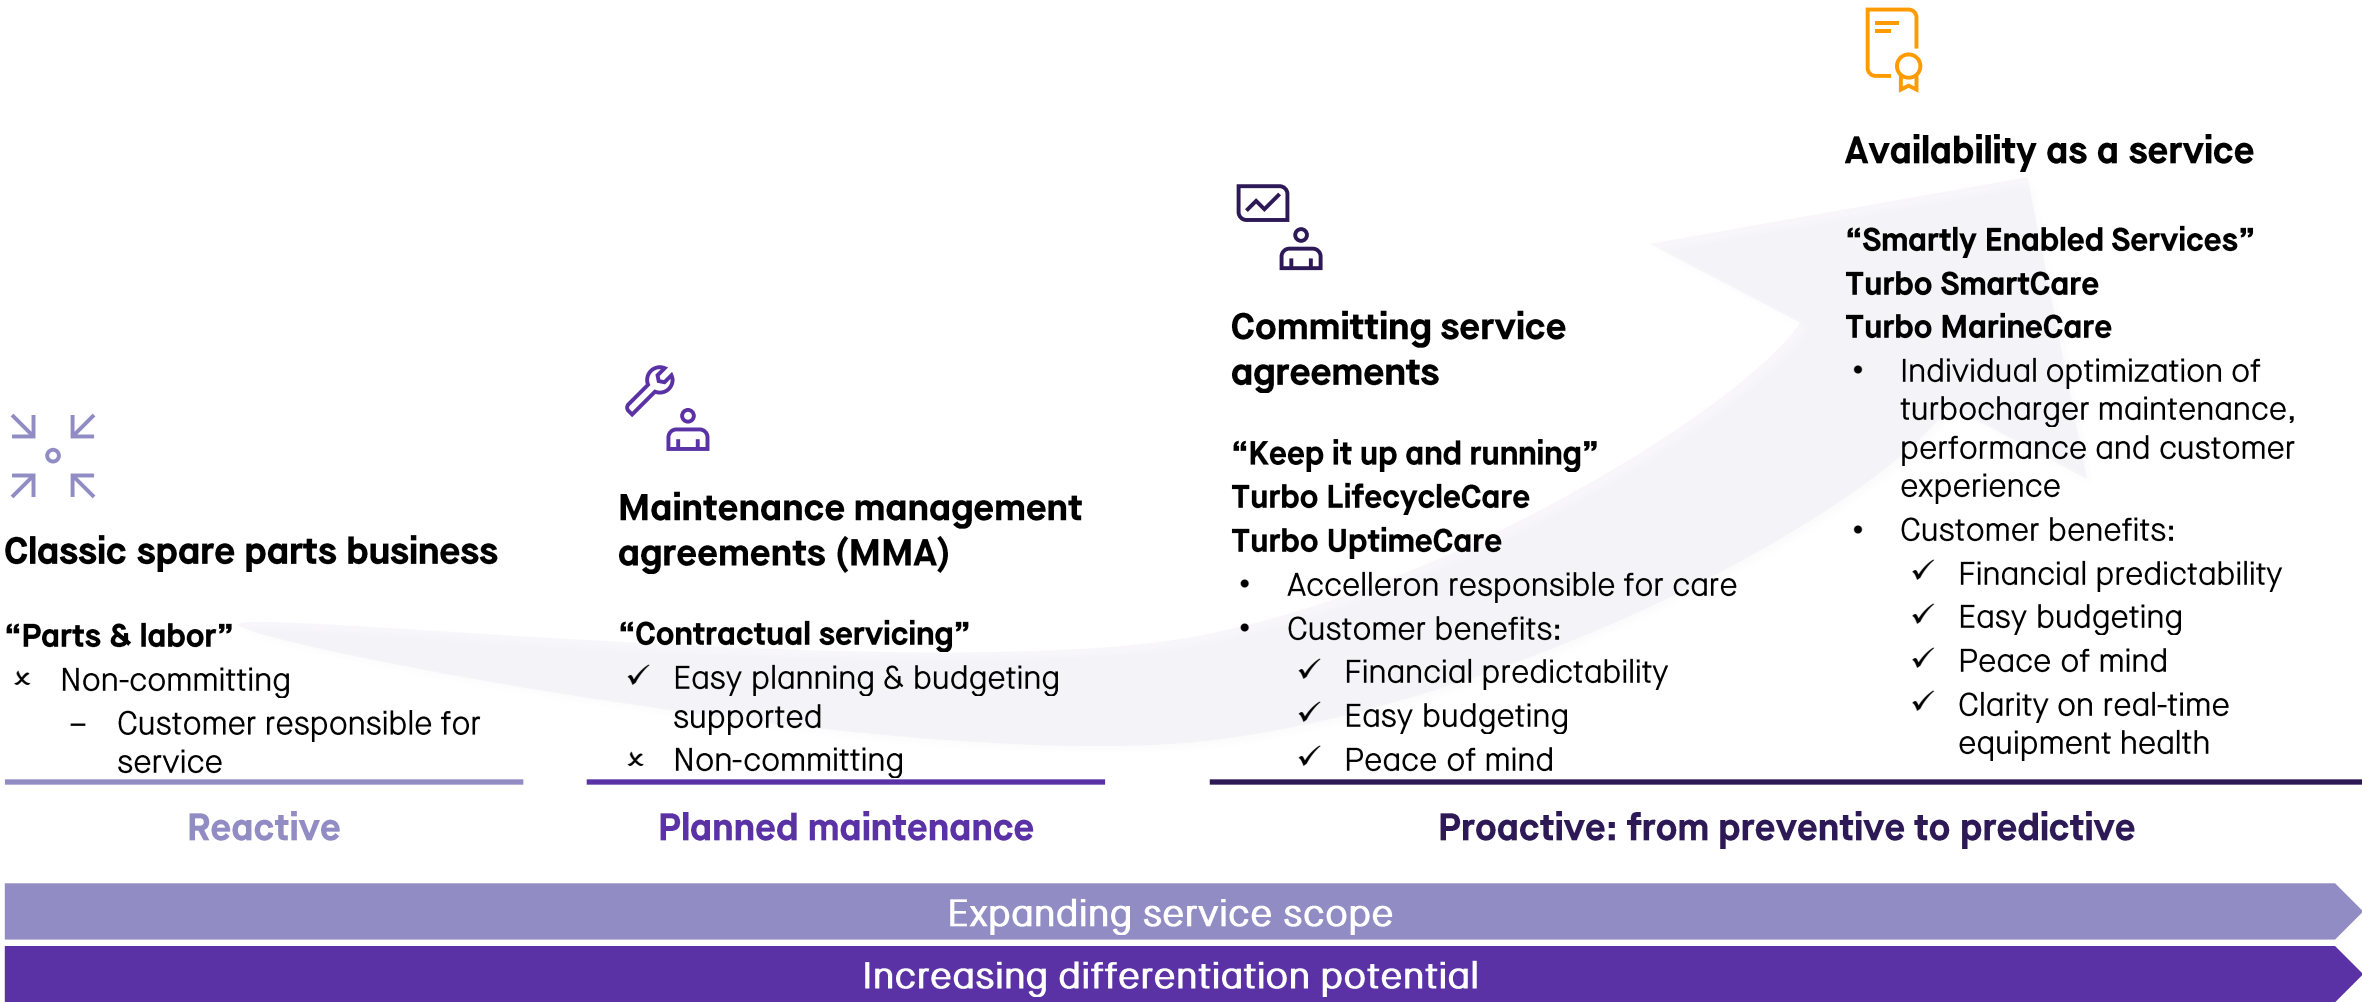 Classic spare parts business
“Parts & labor”
Non-committing
– Customer responsible for
service
Reactive
Maintenance management
agreements (MMA)
“Contractual servicing”
✓ Easy planning & budgeting
supported
Non-committing
Planned maintenance
Committing service
agreements
“Keep it up and running”
Turbo LifecycleCare
Turbo UptimeCare
• Accelleron responsible for care
• Customer benefits:
✓ Financial predictability
✓ Easy budgeting
✓ Peace of mind
Availability as a service
“Smartly Enabled Services”
Turbo SmartCare
Turbo MarineCare
• Individual optimization of
turbocharger maintenance,
performance and customer
experience
• Customer benefits:
✓ Financial predictability
✓ Easy budgeting
✓ Peace of mind
✓ Clarity on real-time
equipment health
Proactive: from preventive to predictive
Expanding service scope
Increasing differentiation potential